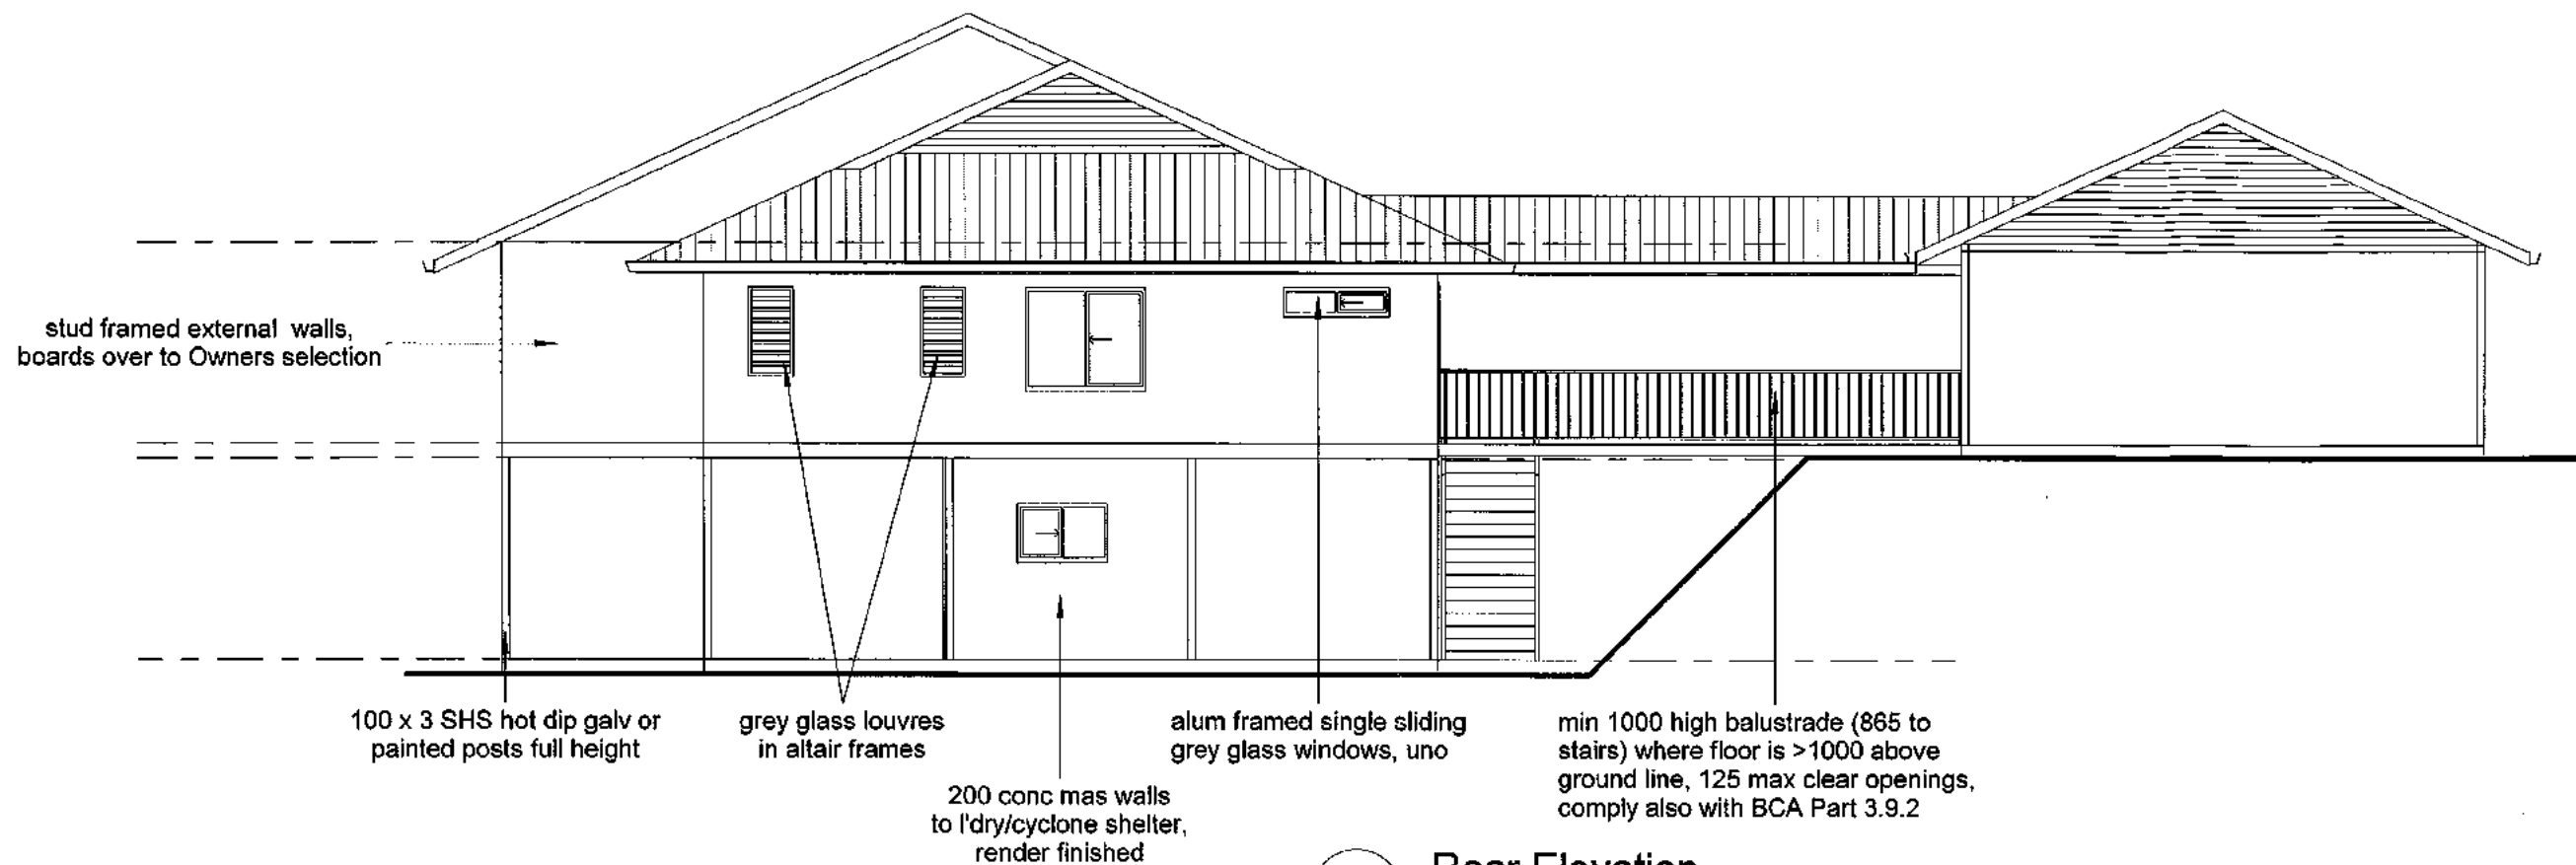 stud framed external walls,
boards over to Owners selection
100 x 3 SHS hot dip galv or
painted posts full height
grey glass louvres
in altair frames
200 conc mas walls
to l'dry/cyclone shelter,
render finished
alum framed single sliding
grey glass windows, uno
min 1000 high balustrade (865 to
stairs) where floor is >1000 above
ground line, 125 max clear openings,
comply also with BCA Part 3.9.2
Rear Elevation